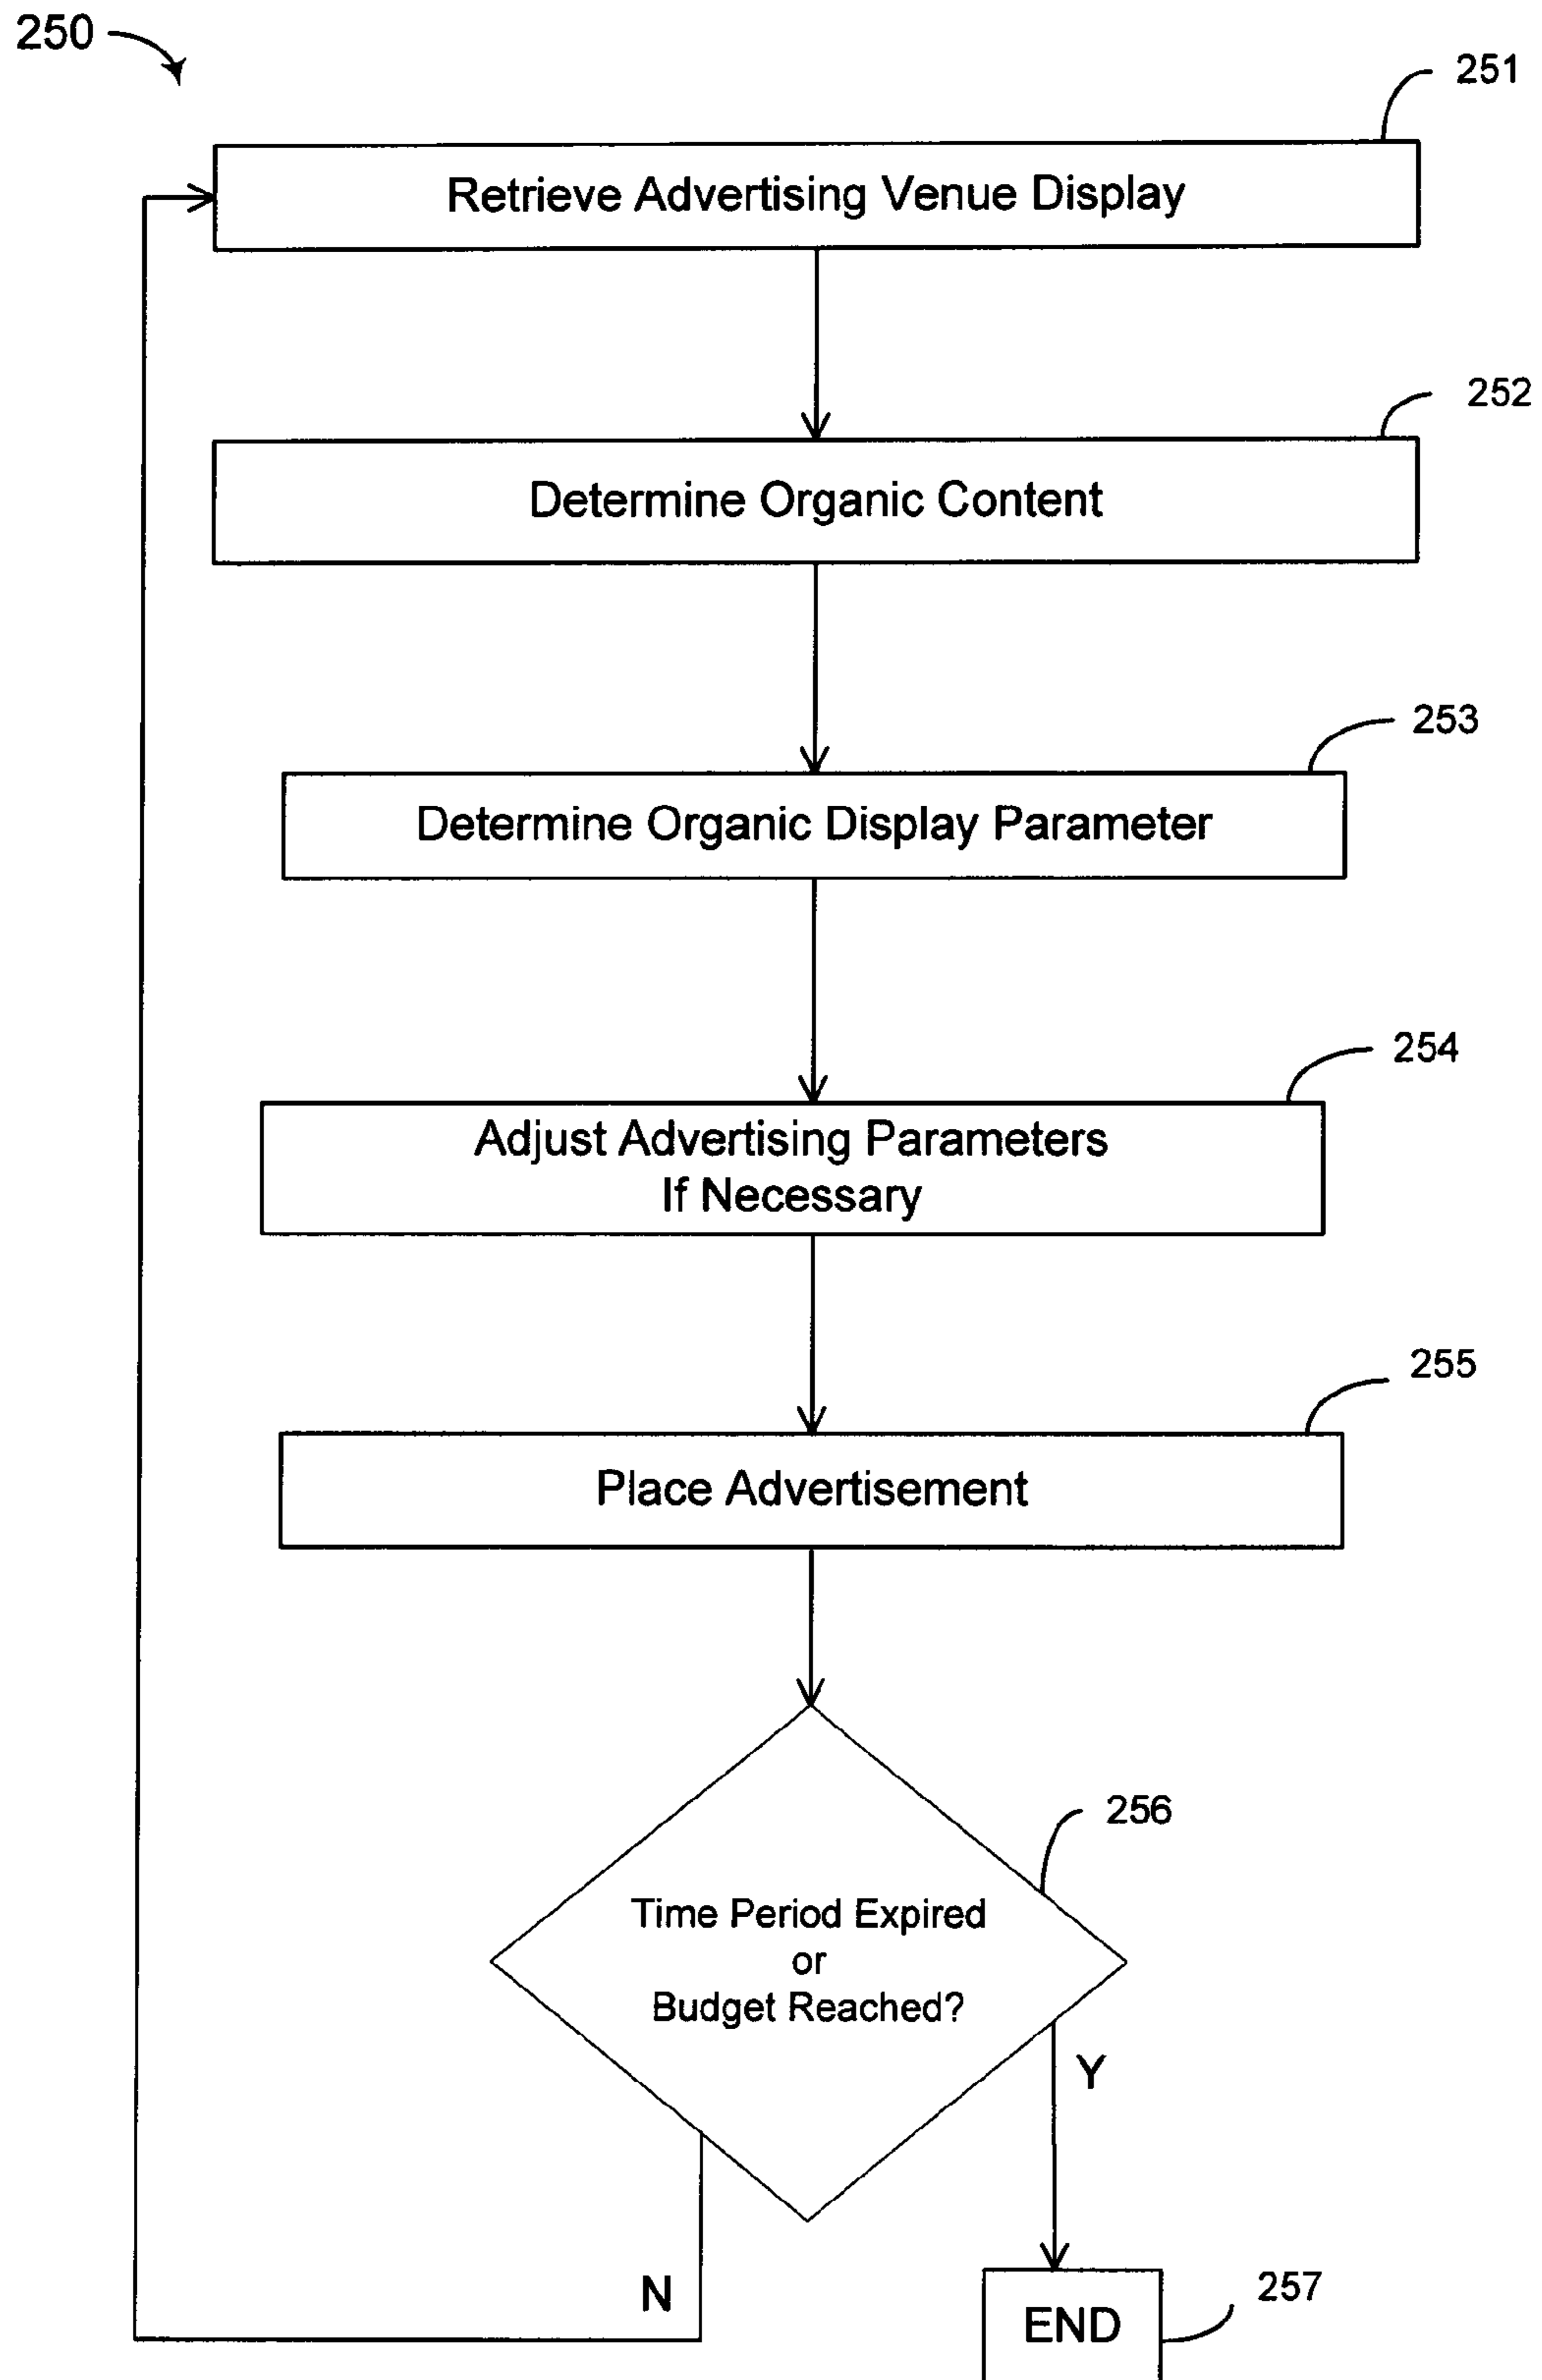 250
251
Retrieve Advertising Venue Display
252
Determine Organic Content
253
Determine Organic Display Parameter
254
Adjust Advertising Parameters
If Necessary
255
Place Advertisement
256
Time Period Expired
or
Budget Reached?
Y
N
257
END